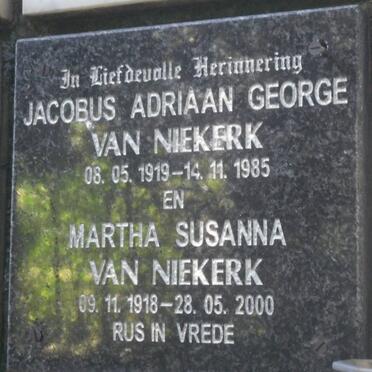 In Liefdevolle Herinnering
JACOBUS ADRIAAN GEORGE
VAN NIEKERK
08. 05. 1919-14. 11. 1985
EN
MARTHA SUSANNA
VAN NIEKERK
09. 11. 1918-28. 05. 2000
RUS IN VREDE